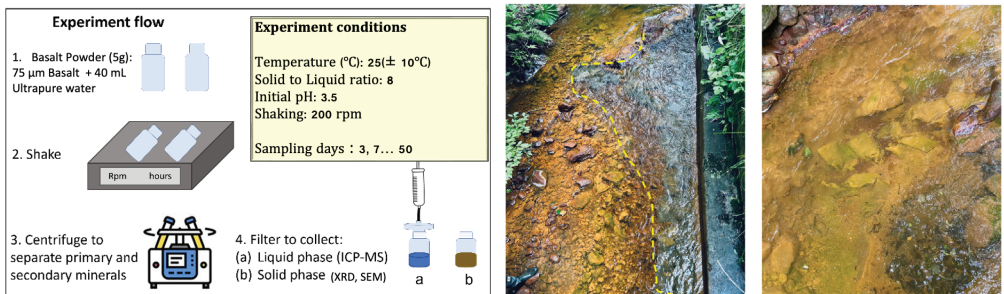 Experiment flow
1. Basalt Powder (5g):
75 µm Basalt + 40 mL
Ultrapure water
2. Shake
Rpm hours
3. Centrifuge to
separate primary and
secondary minerals
Experiment conditions
Temperature (°C): 25(± 10°C)
Solid to Liquid ratio: 8
Initial pH: 3.5
Shaking: 200 rpm
Sampling days : 3, 7... 50
4. Filter to collect:
(a) Liquid phase (ICP-MS)
(b) Solid phase (XRD, SEM)
a b